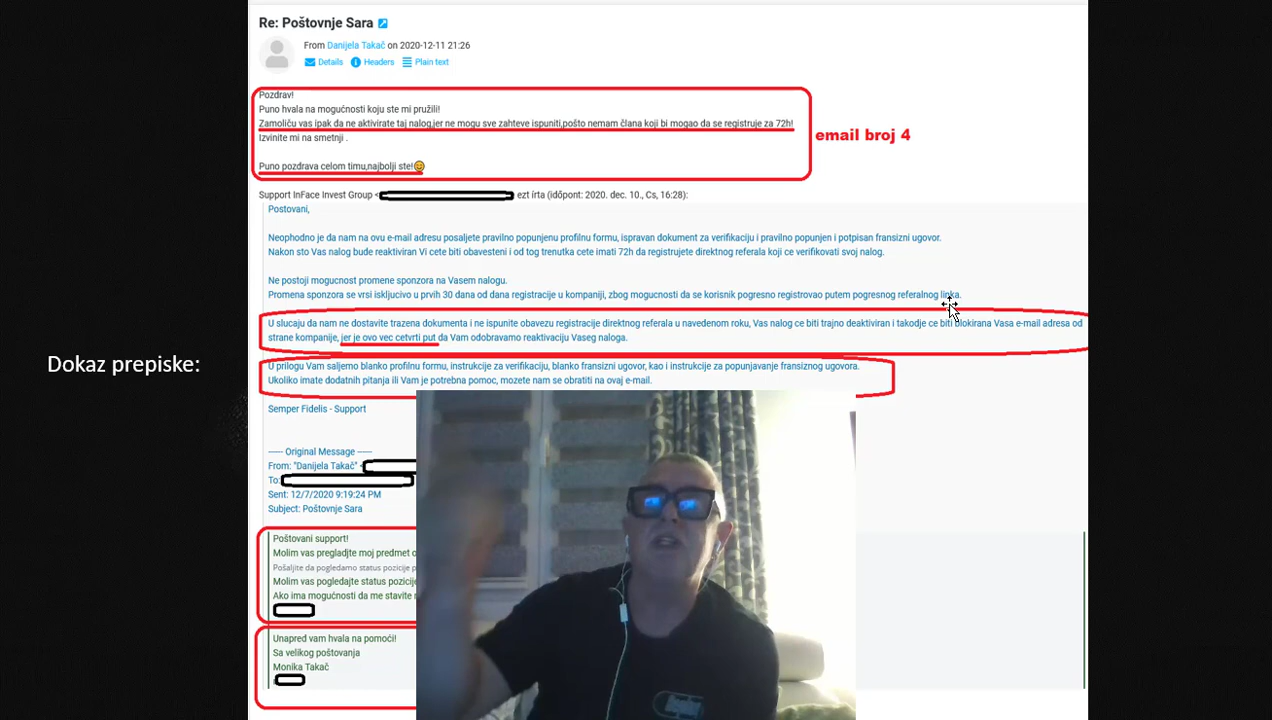 Re: Poštovnje Sara
From Danijela Takač on 2020-12-11 21:26
Details Headers Plain text
Pozdrav!
Puno hvala na mogućnosti koju ste mi pružili!
Zamoliću vas ipak da ne aktivirate taj nalog,jer ne mogu sve zahteve ispuniti,pošto nemam člana koji bi mogao da se registruje za 72h!
Izvinite mi na smetnji .
email broj 4
Puno pozdrava celom timu,najbolji ste!
Support InFace Invest Group < ezt írta (időpont: 2020. dec. 10., Cs, 16:28):
Postovani,
Neophodno je da nam na ovu e-mail adresu posaljete pravilno popunjenu profilnu formu, ispravan dokument za verifikaciju i pravilno popunjen i potpisan fransizni ugovor.
Nakon sto Vas nalog bude reaktiviran Vi cete biti obavesteni i od tog trenutka cete imati 72h da registrujete direktnog referala koji ce verifikovati svoj nalog.
Ne postoji mogucnost promene sponzora na Vasem nalogu.
Promena sponzora se vrsi iskljucivo u prvih 30 dana od dana registracije u kompaniji, zbog mogucnosti da se korisnik pogresno registrovao putem pogresnog referalnog linka.
U slucaju da nam ne dostavite trazena dokumenta i ne ispunite obavezu registracije direktnog referala u navedenom roku, Vas nalog ce biti trajno deaktiviran i takodje ce biti blokirana Vasa e-mail adresa od
strane kompanije, jer je ovo vec cetvrti put da Vam odobravamo reaktivaciju Vaseg naloga.
Dokaz prepiske:
U prilogu Vam saljemo blanko profilnu formu, instrukcije za verifikaciju, blanko fransizni ugovor, kao i instrukcije za popunjavanje fransiznog ugovora.
Ukoliko imate dodatnih pitanja ili Vam je potrebna pomoc, mozete nam se obratiti na ovaj e-mail.
Semper Fidelis - Support
----- Original Message -----
From: "Danijela Takač"
To:
Sent: 12/7/2020 9:19:24 PM
Subject: Poštovnje Sara
Poštovani support!
Molim vas pregladjte moj predmet
Pošaljite da pogledamo status pozicije
Molim vas pogledajte status pozicije
Ako ima mogućnosti da me stavite
Unapred vam hvala na pomoći!
Sa velikog poštovanja
Monika Takač